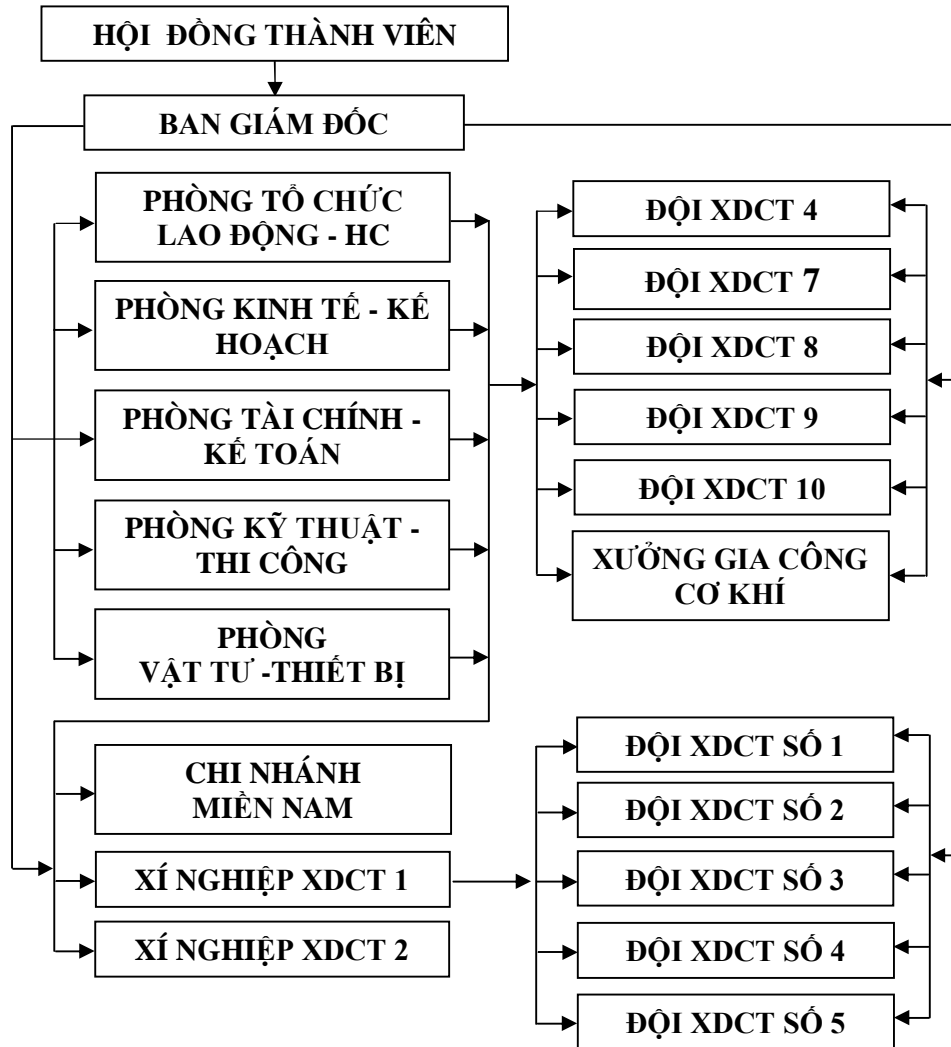 HỘI ĐỒNG THÀNH VIÊN
BAN GIÁM ĐỐC
PHÒNG TỔ CHỨC
LAO ĐỘNG - HC
PHÒNG KINH TẾ - KẾ
HOẠCH
PHÒNG TÀI CHÍNH -
KẾ TOÁN
PHÒNG KỸ THUẬT -
THI CÔNG
PHÒNG
VẬT TƯ -THIẾT BỊ
ĐỘI XDCT 4
ĐỘI XDCT 7
ĐỘI XDCT 8
ĐỘI XDCT 9
ĐỘI XDCT 10
XƯỞNG GIA CÔNG
CƠ KHÍ
CHI NHÁNH
MIỀN NAM
XÍ NGHIỆP XDCT 1
XÍ NGHIỆP XDCT 2
ĐỘI XDCT SỐ 1
ĐỘI XDCT SỐ 2
ĐỘI XDCT SỐ 3
ĐỘI XDCT SỐ 4
ĐỘI XDCT SỐ 5